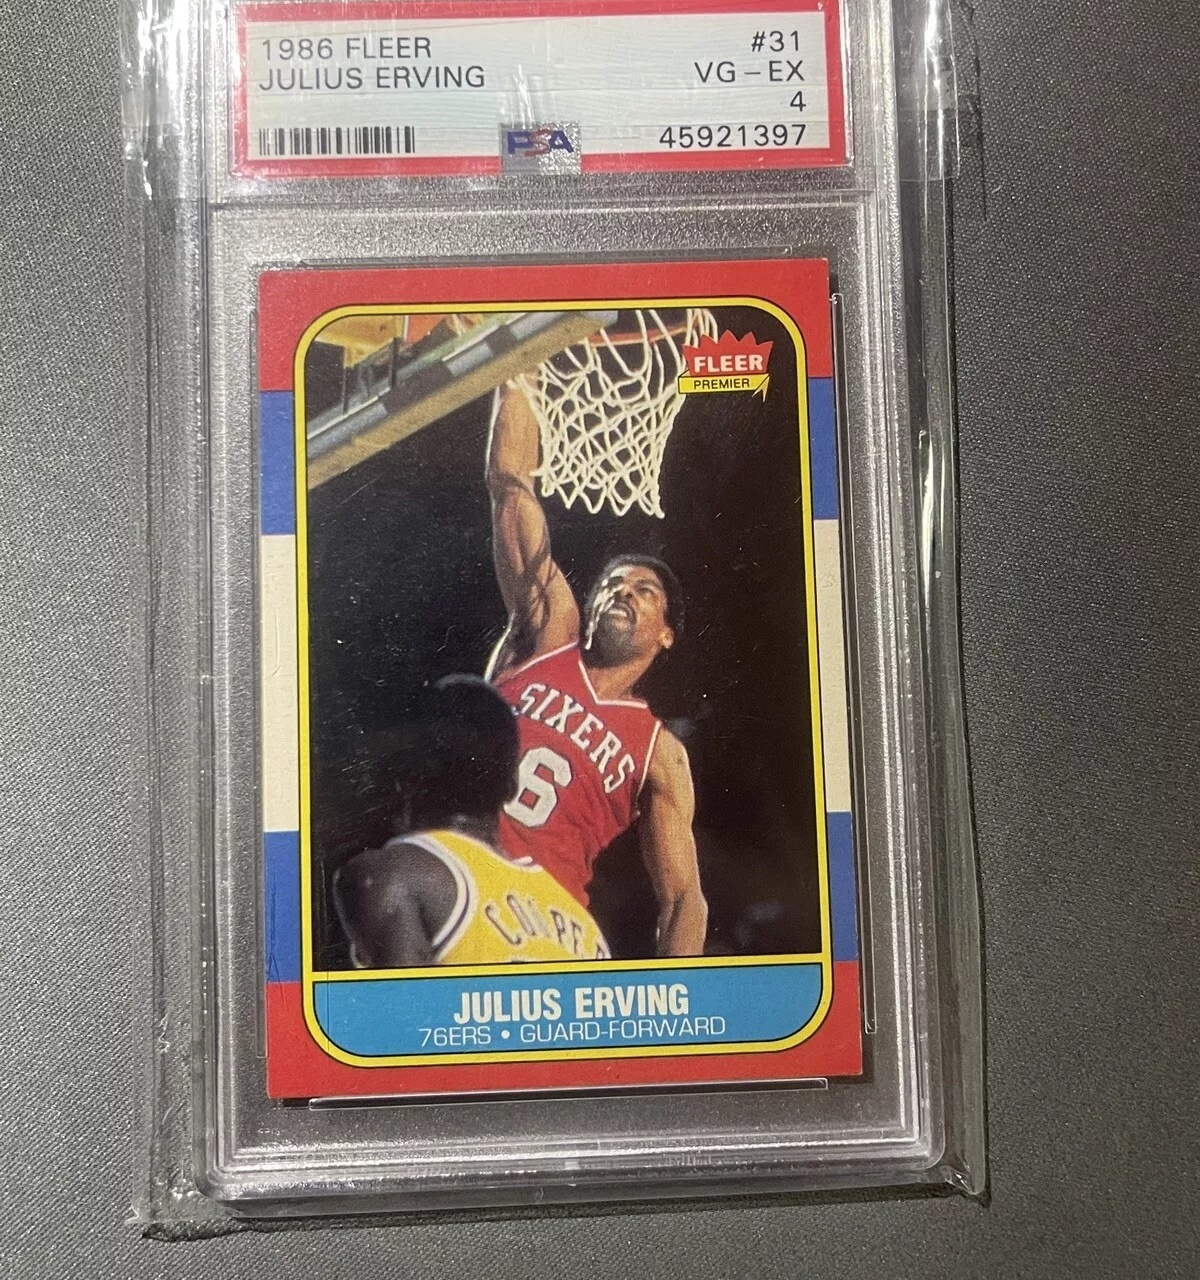 1986 FLEER #31
JULIUS ERVING VG - EX
4
PSA 45921397
FLEER
PREMIER
SIXERS
6
COOPER
JULIUS ERVING
76ERS • GUARD-FORWARD